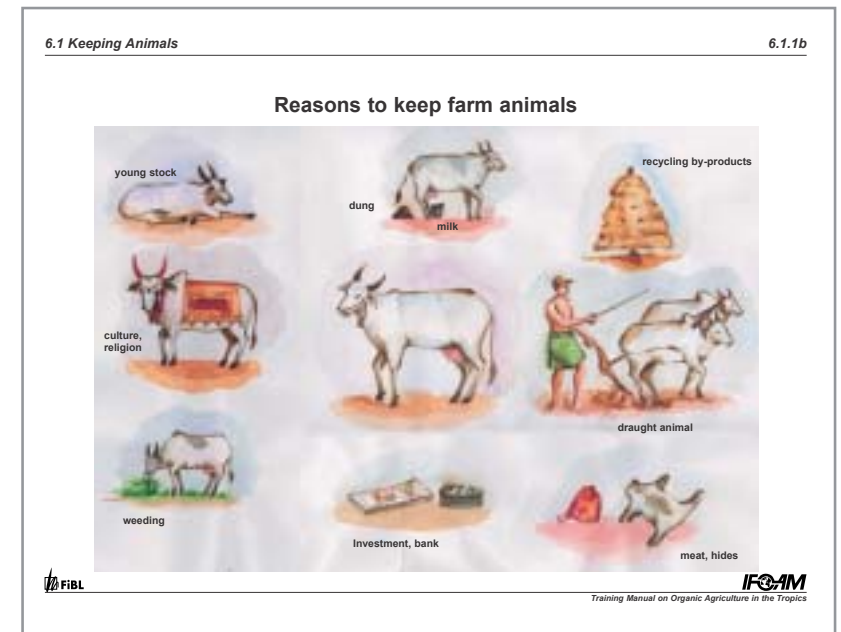 6.1 Keeping Animals 6.1.1b
Reasons to keep farm animals
young stock
dung
milk
recycling by-products
culture,
religion
draught animal
weeding
Investment, bank
meat, hides
FiBL
IFOAM
Training Manual on Organic Agriculture in the Tropics